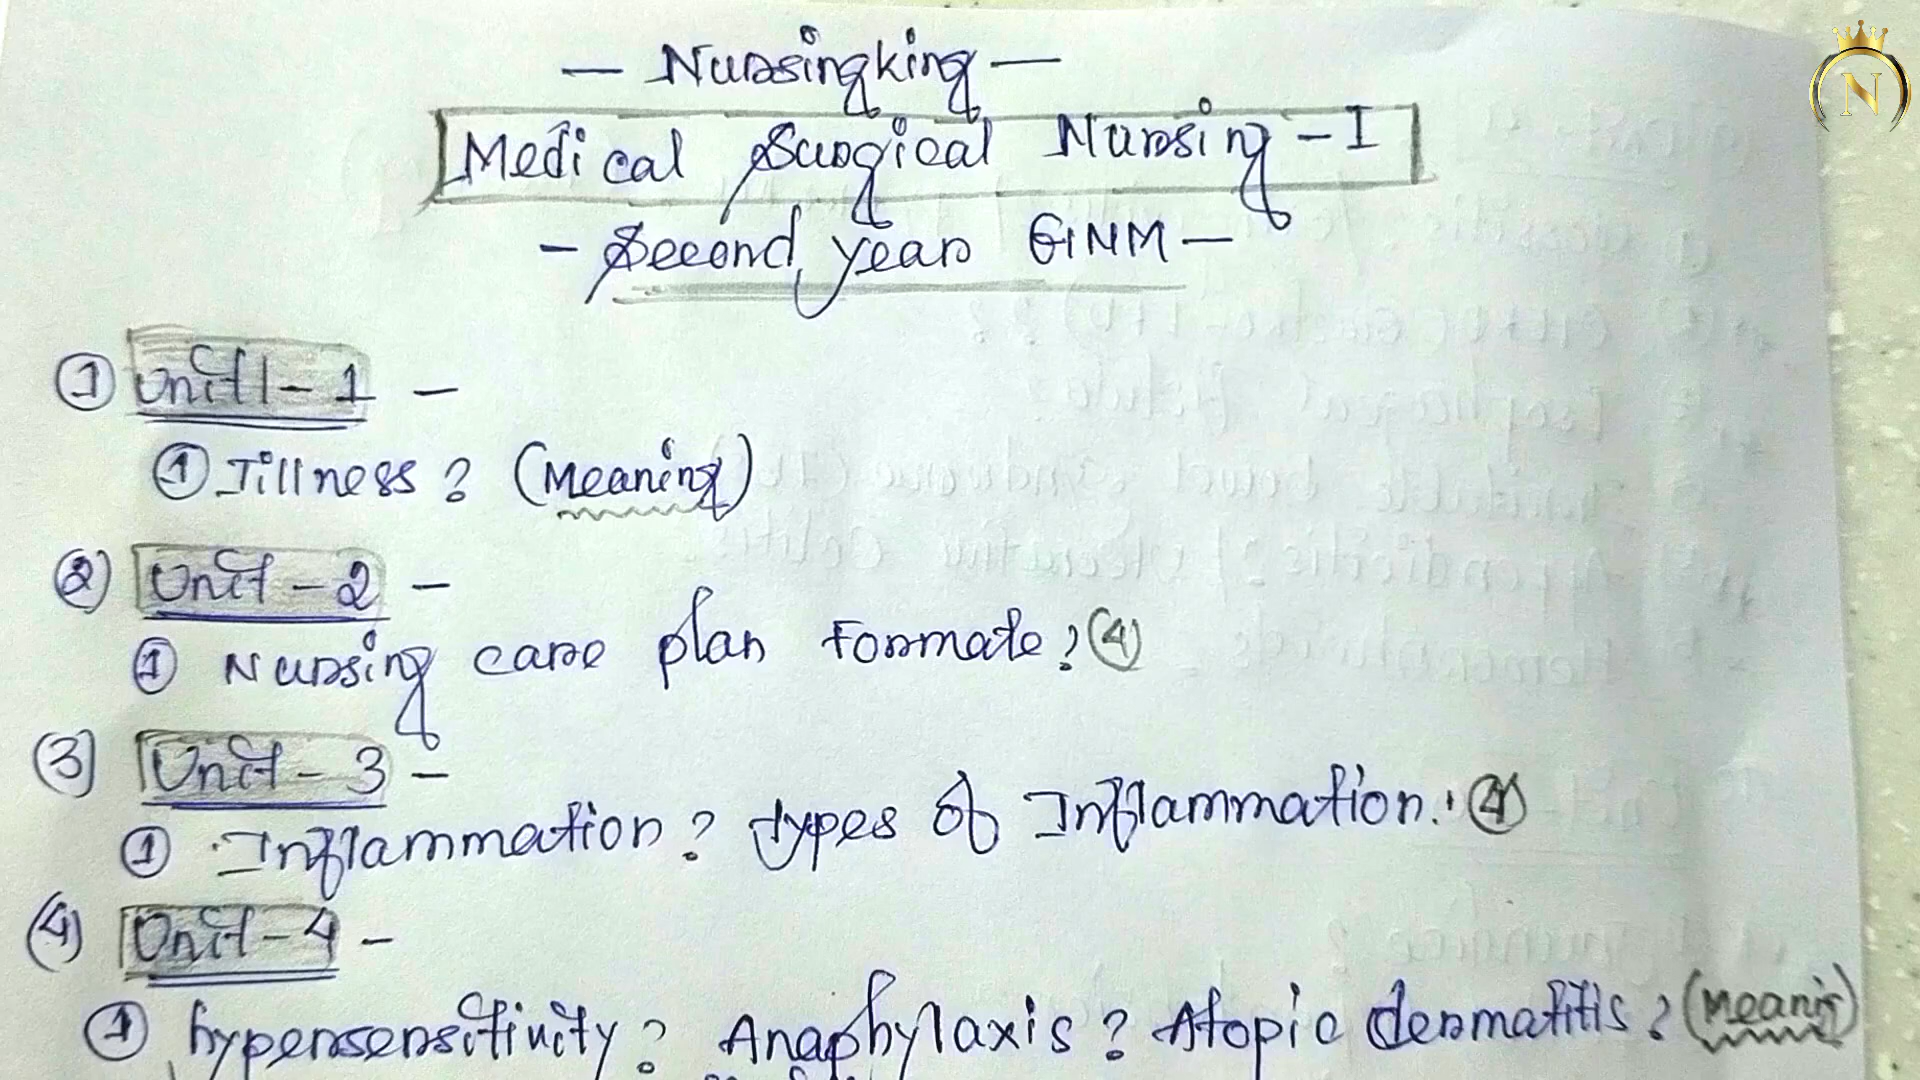 - Nursingking -
Medical Surgical Nursing - I
- Second year GNM -
① Unit - 1 -
① Illness? (Meaning)
② Unit - 2 -
① Nursing care plan Formate? ④
③ Unit - 3 -
① Inflammation? types of Inflammation. ④
④ Unit - 4 -
① hypersensitivity? Anaphylaxis? Atopic dermatitis? (Meaning)
N